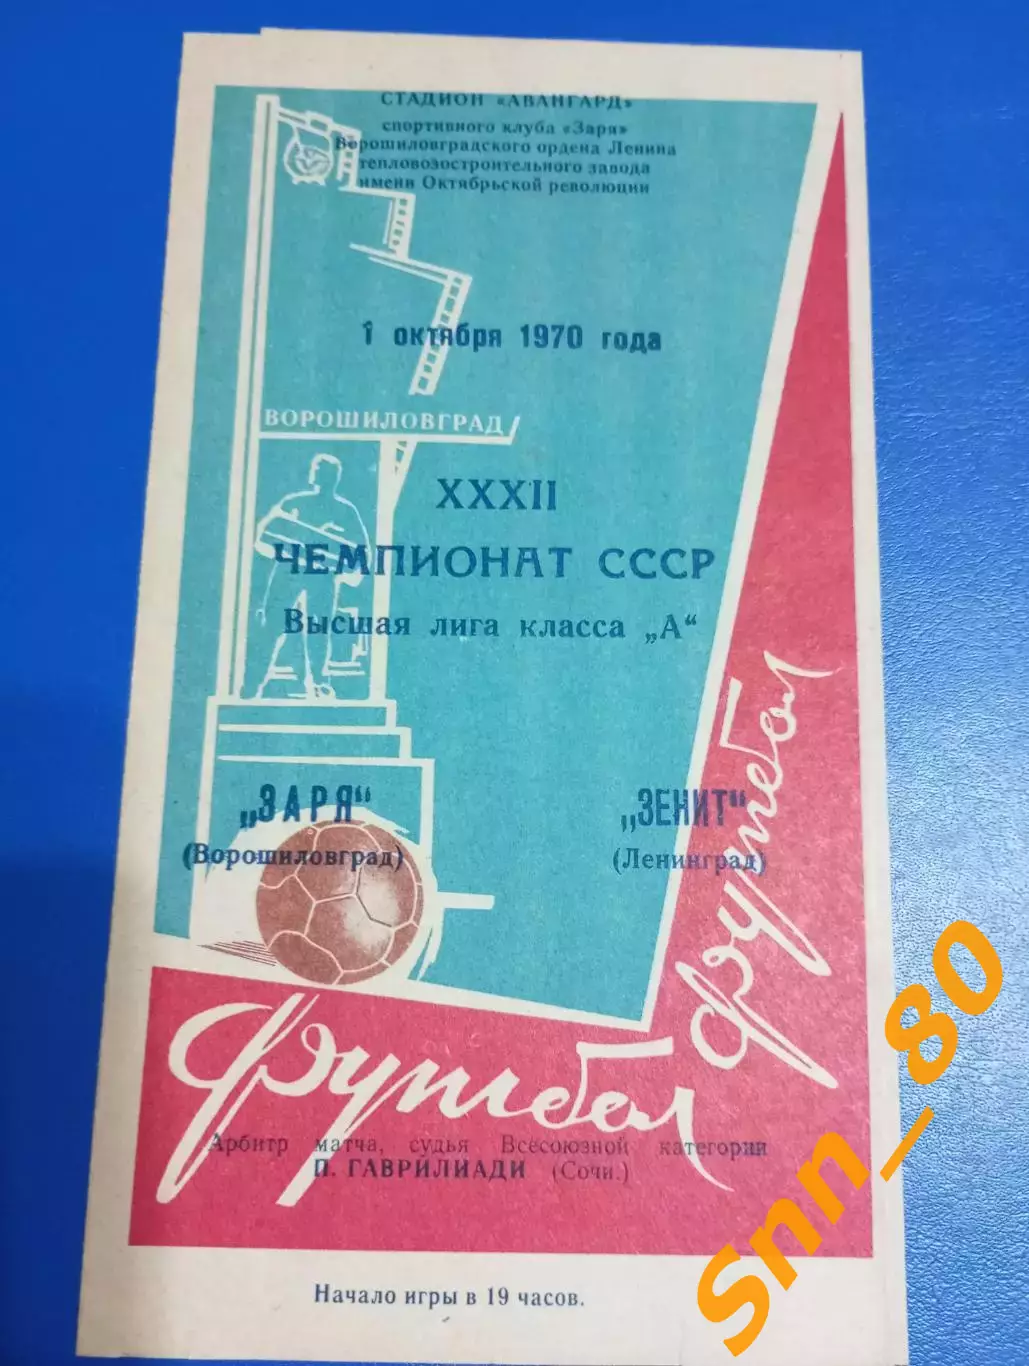 СТАДИОН «АВАНГАРД»
спортивного клуба «Заря»
Ворошиловградского ордена Ленина
тепловозостроительного завода
имени Октябрьской революции
1 октября 1970 года
ВОРОШИЛОВГРАД
XXXII
ЧЕМПИОНАТ СССР
Высшая лига класса „А“
„ЗАРЯ“
(Ворошиловград)
„ЗЕНИТ“
(Ленинград)
футбол
футбол
Арбитр матча, судья Всесоюзной категории
П. ГАВРИЛИАДИ (Сочи.)
Начало игры в 19 часов.
Snn_80